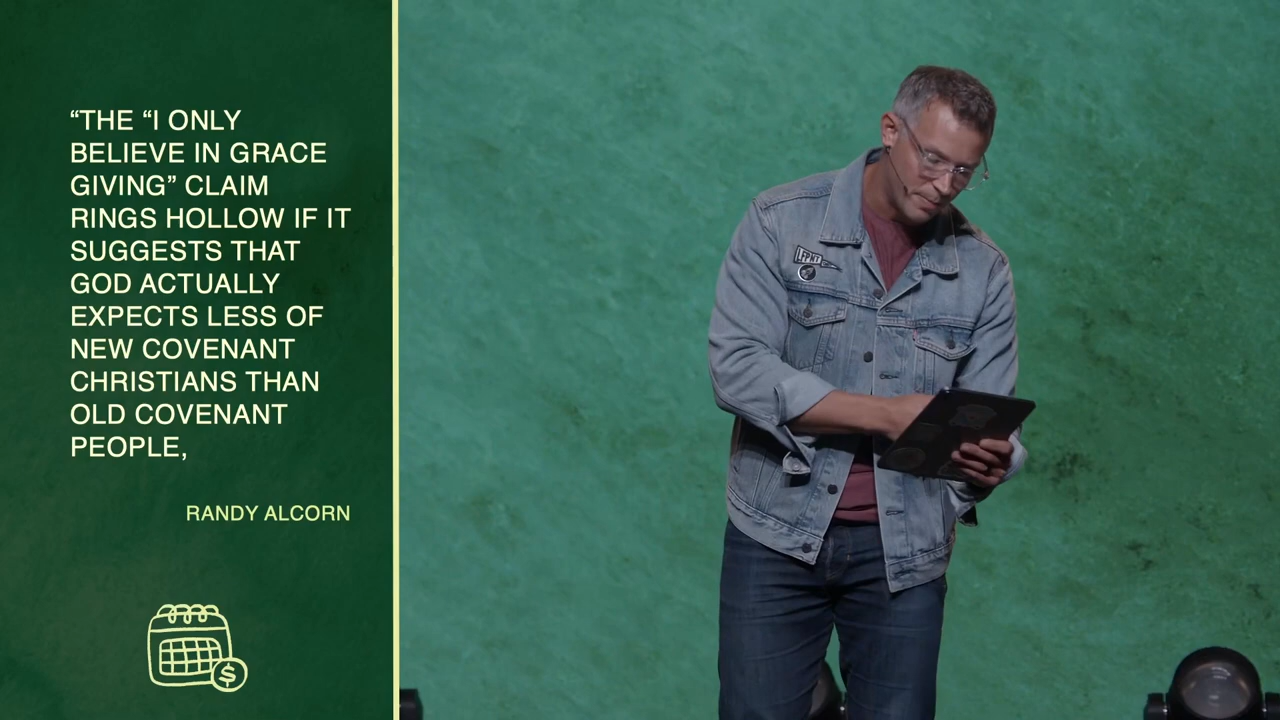 “THE “I ONLY
BELIEVE IN GRACE
GIVING” CLAIM
RINGS HOLLOW IF IT
SUGGESTS THAT
GOD ACTUALLY
EXPECTS LESS OF
NEW COVENANT
CHRISTIANS THAN
OLD COVENANT
PEOPLE,
RANDY ALCORN
$